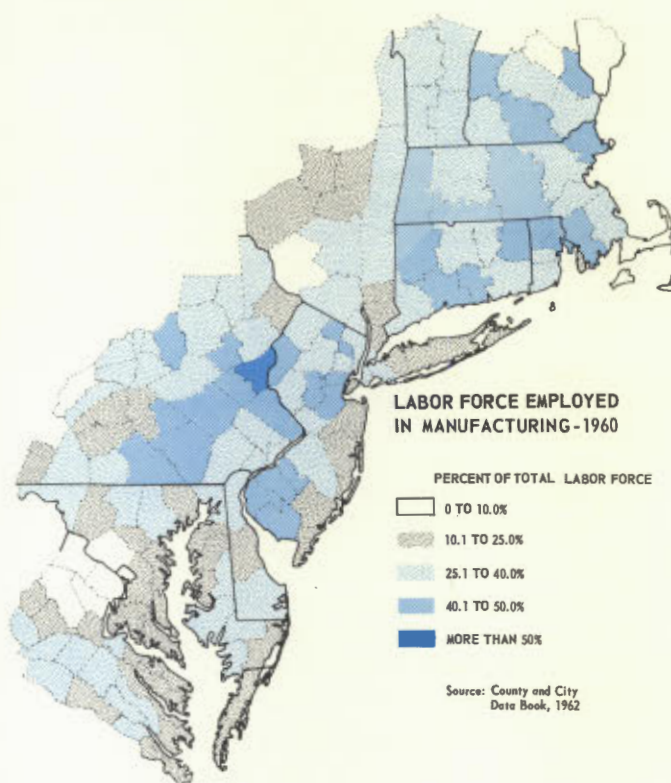 8
LABOR FORCE EMPLOYED
IN MANUFACTURING-1960
PERCENT OF TOTAL LABOR FORCE
0 TO 10.0%
10.1 TO 25.0%
25.1 TO 40.0%
40.1 TO 50.0%
MORE THAN 50%
Source: County and City
Data Book, 1962